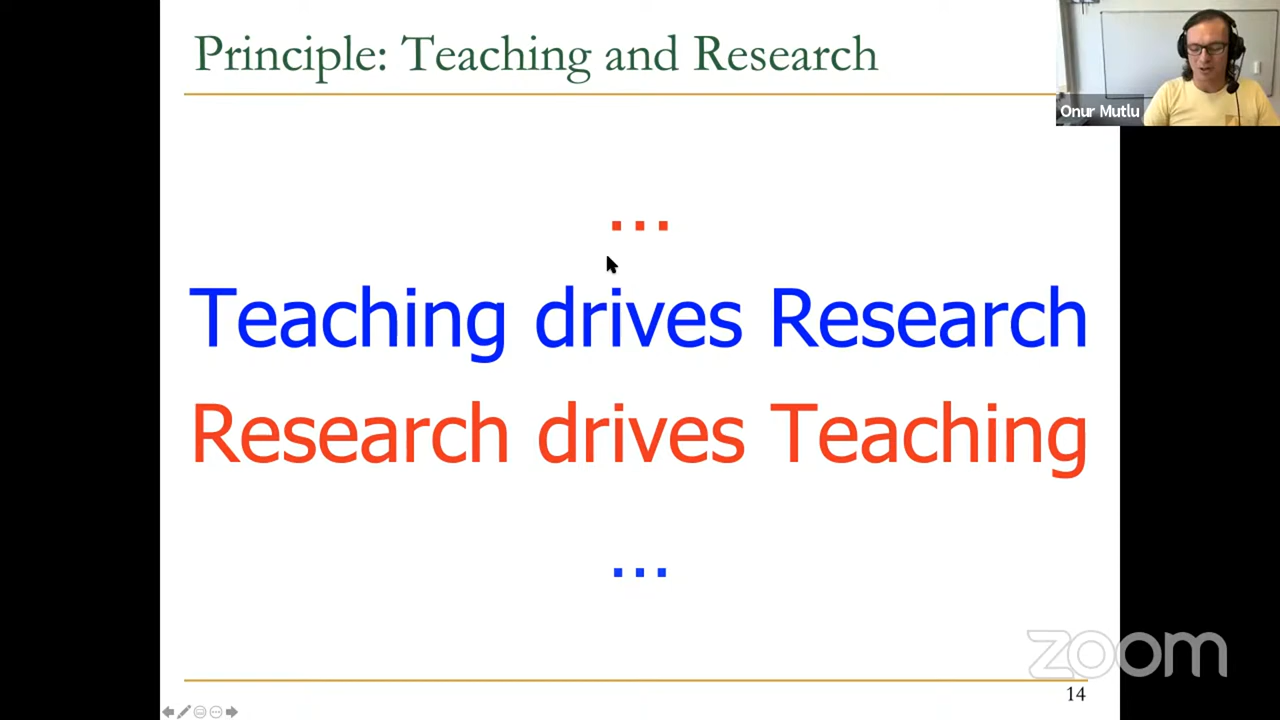 Principle: Teaching and Research
Onur Mutlu
...
Teaching drives Research
Research drives Teaching
...
zoom
14